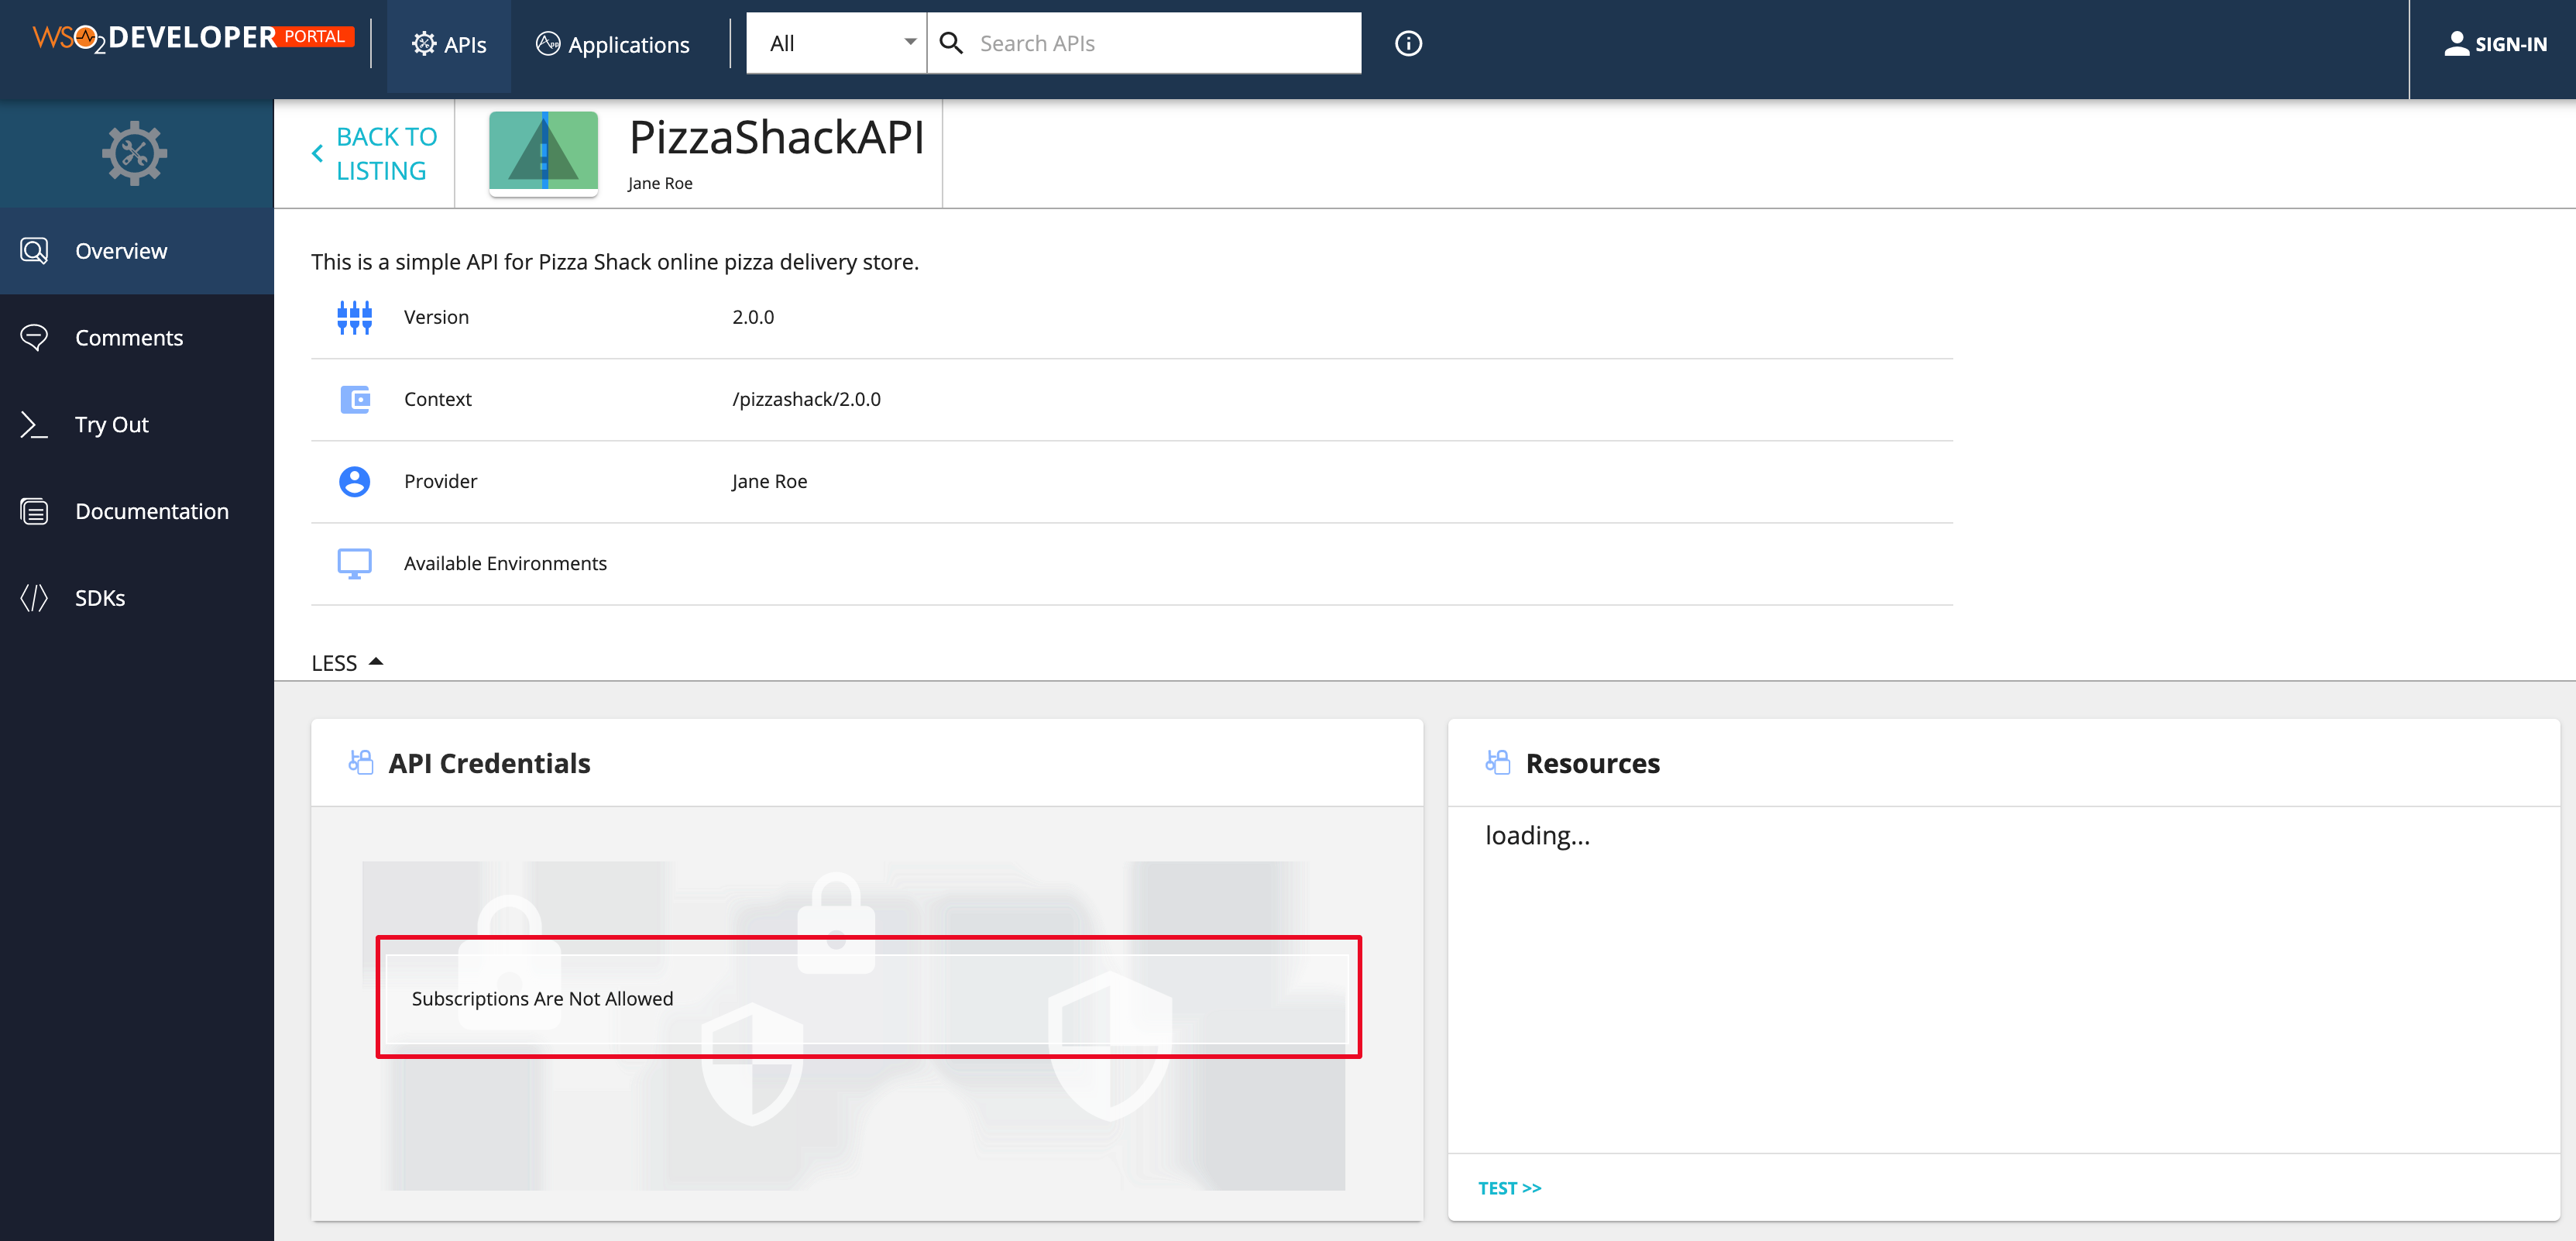 WSO2 DEVELOPER PORTAL
APIs
Applications
All
Search APIs
SIGN-IN
BACK TO
LISTING
PizzaShackAPI
Jane Roe
Overview
Comments
Try Out
Documentation
SDKs
This is a simple API for Pizza Shack online pizza delivery store.
Version 2.0.0
Context /pizzashack/2.0.0
Provider Jane Roe
Available Environments
LESS
API Credentials
Subscriptions Are Not Allowed
Resources
loading...
TEST >>